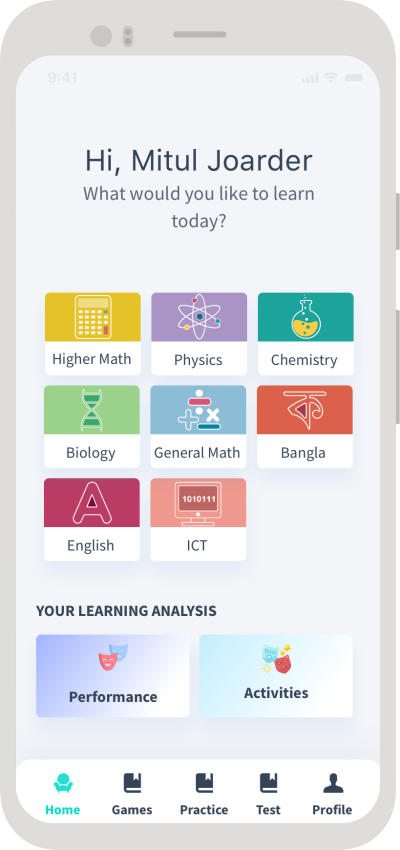 9:41
Hi, Mitul Joarder
What would you like to learn
today?
Higher Math
Physics
Chemistry
Biology
General Math
ক
Bangla
A
English
1010111
ICT
YOUR LEARNING ANALYSIS
Performance
Activities
Home
Games
Practice
Test
Profile